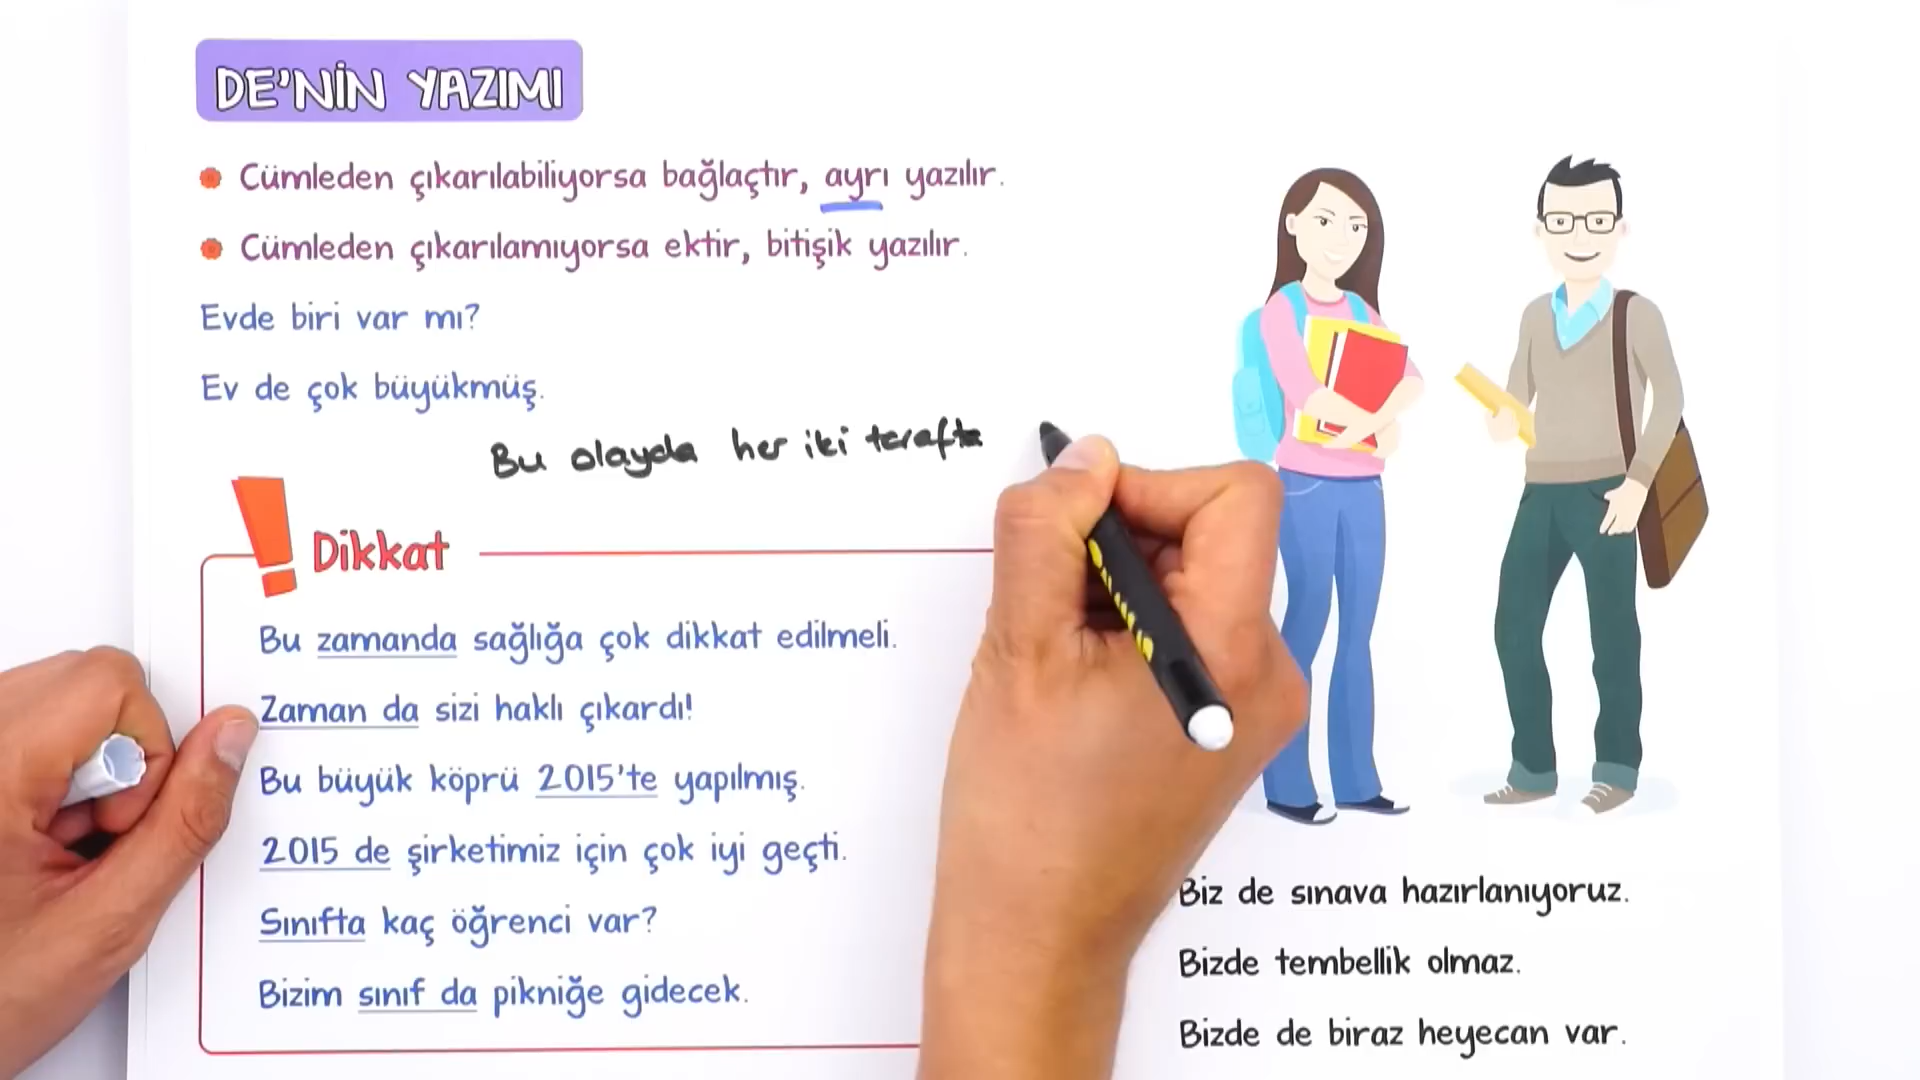 DE'NİN YAZIMI
Cümleden çıkarılabiliyorsa bağlaçtır, ayrı yazılır.
Cümleden çıkarılamıyorsa ektir, bitişik yazılır.
Evde biri var mı?
Ev de çok büyükmüş.
Bu olayda her iki terafta
Dikkat
Bu zamanda sağlığa çok dikkat edilmeli.
Zaman da sizi haklı çıkardı!
Bu büyük köprü 2015'te yapılmış.
2015 de şirketimiz için çok iyi geçti.
Sınıfta kaç öğrenci var?
Bizim sınıf da pikniğe gidecek.
Biz de sınava hazırlanıyoruz.
Bizde tembellik olmaz.
Bizde de biraz heyecan var.